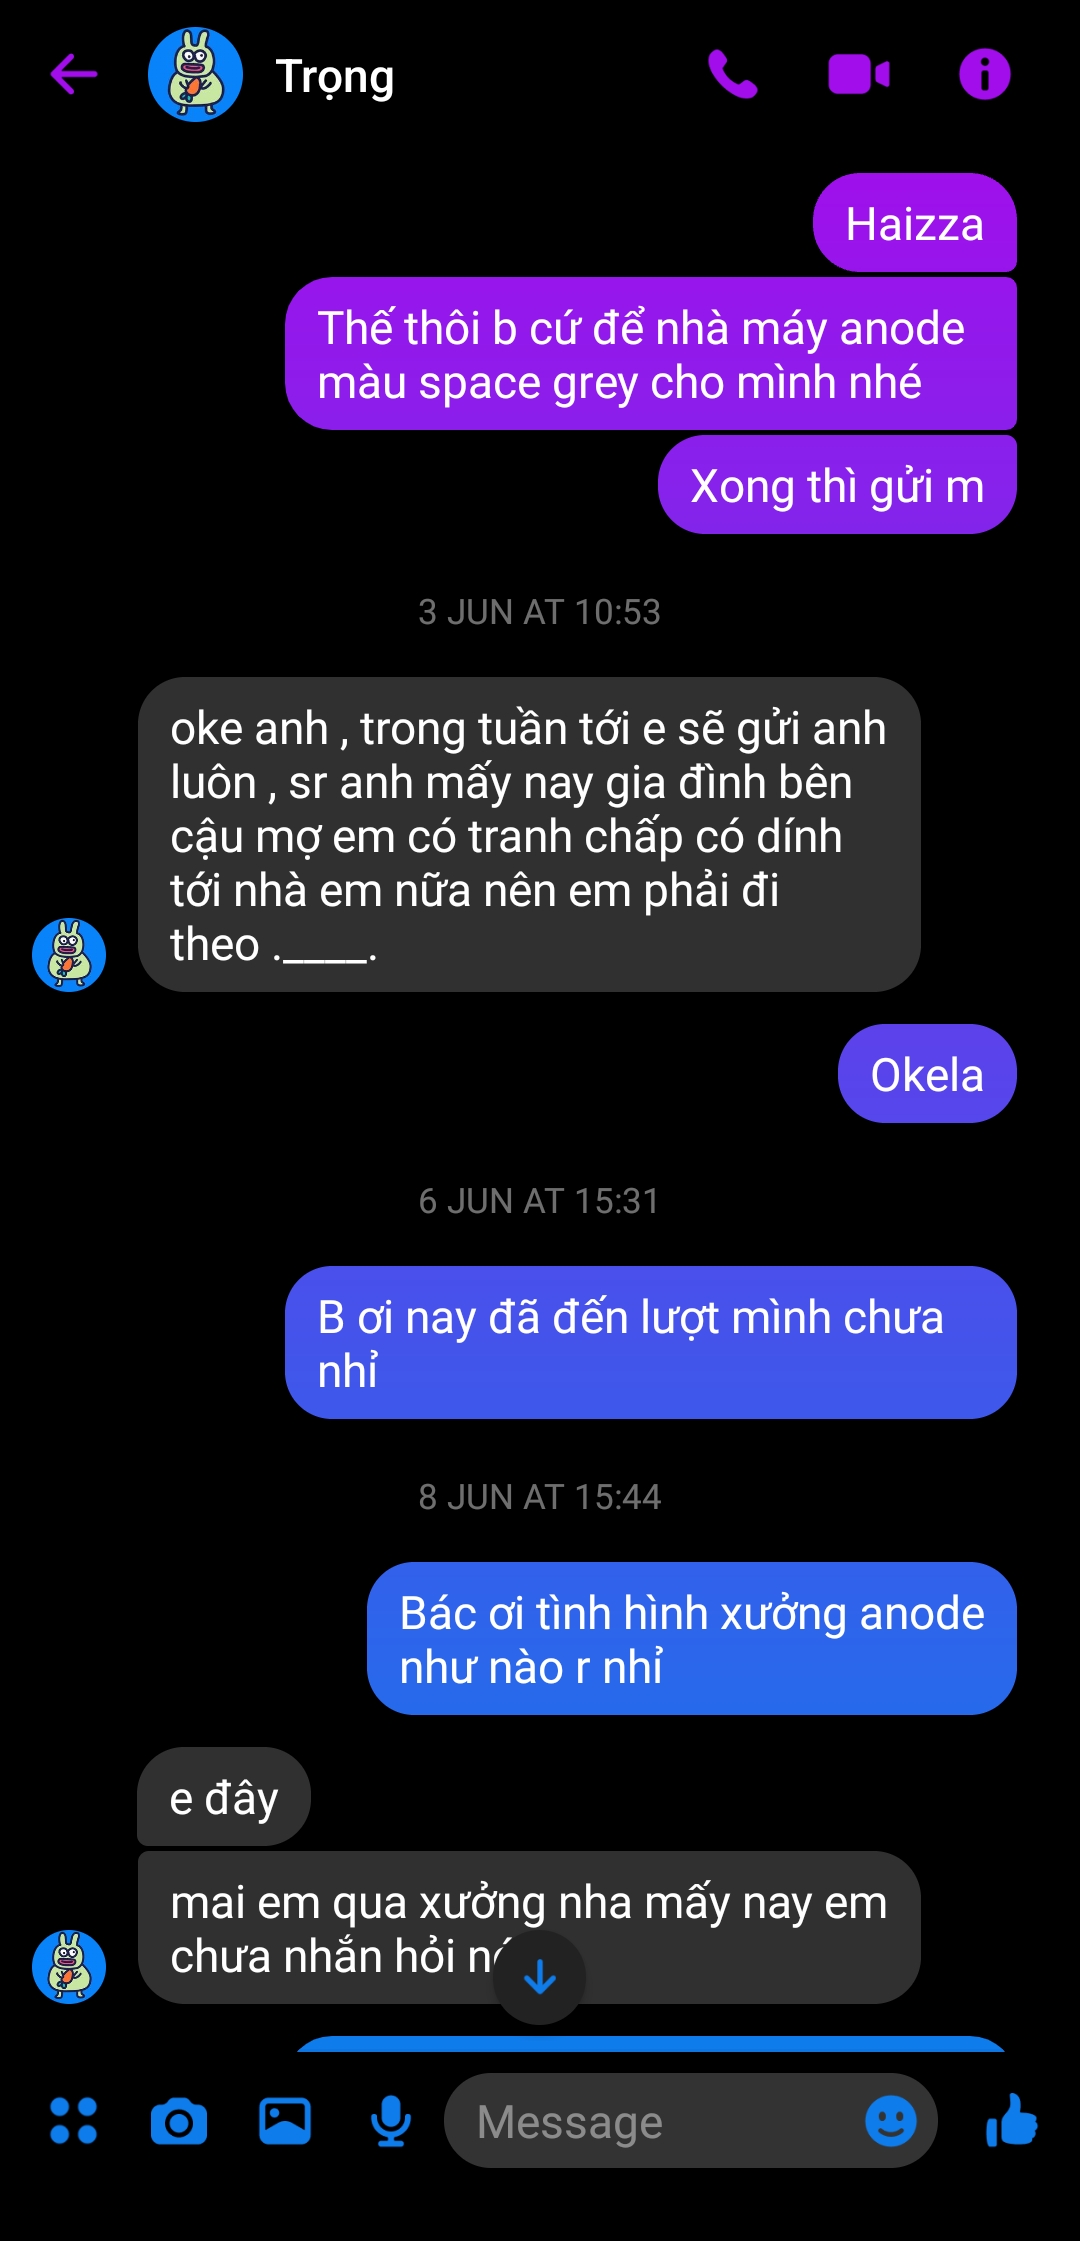 Trọng
Haizza
Thế thôi b cứ để nhà máy anode
màu space grey cho mình nhé
Xong thì gửi m
3 JUN AT 10:53
oke anh , trong tuần tới e sẽ gửi anh
luôn , sr anh mấy nay gia đình bên
cậu mợ em có tranh chấp có dính
tới nhà em nữa nên em phải đi
theo .____.
Okela
6 JUN AT 15:31
B ơi nay đã đến lượt mình chưa
nhỉ
8 JUN AT 15:44
Bác ơi tình hình xưởng anode
như nào r nhỉ
e đây
mai em qua xưởng nha mấy nay em
chưa nhắn hỏi
Message